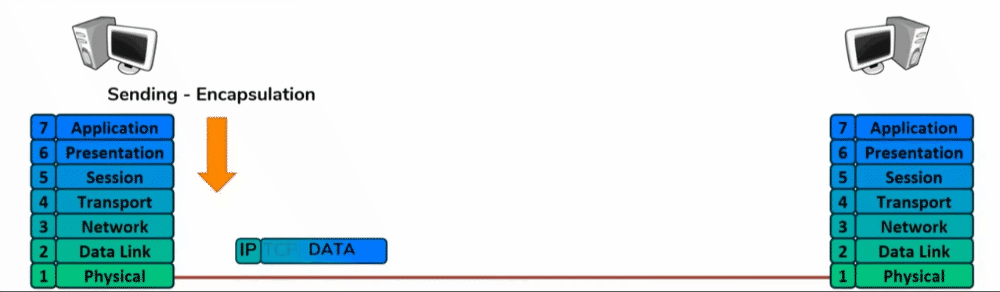 Sending - Encapsulation
7 Application
6 Presentation
5 Session
4 Transport
3 Network
2 Data Link
1 Physical
IP TCP DATA
7 Application
6 Presentation
5 Session
4 Transport
3 Network
2 Data Link
1 Physical